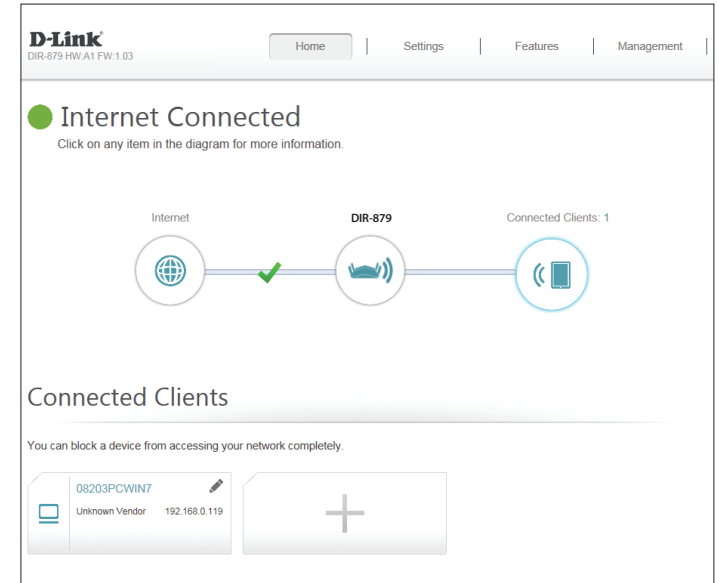 D-Link
DIR-879 HW:A1 FW:1.03
Home
Settings
Features
Management
Internet Connected
Click on any item in the diagram for more information.
Internet
DIR-879
Connected Clients: 1
Connected Clients
You can block a device from accessing your network completely.
08203PCWIN7
Unknown Vendor 192.168.0.119